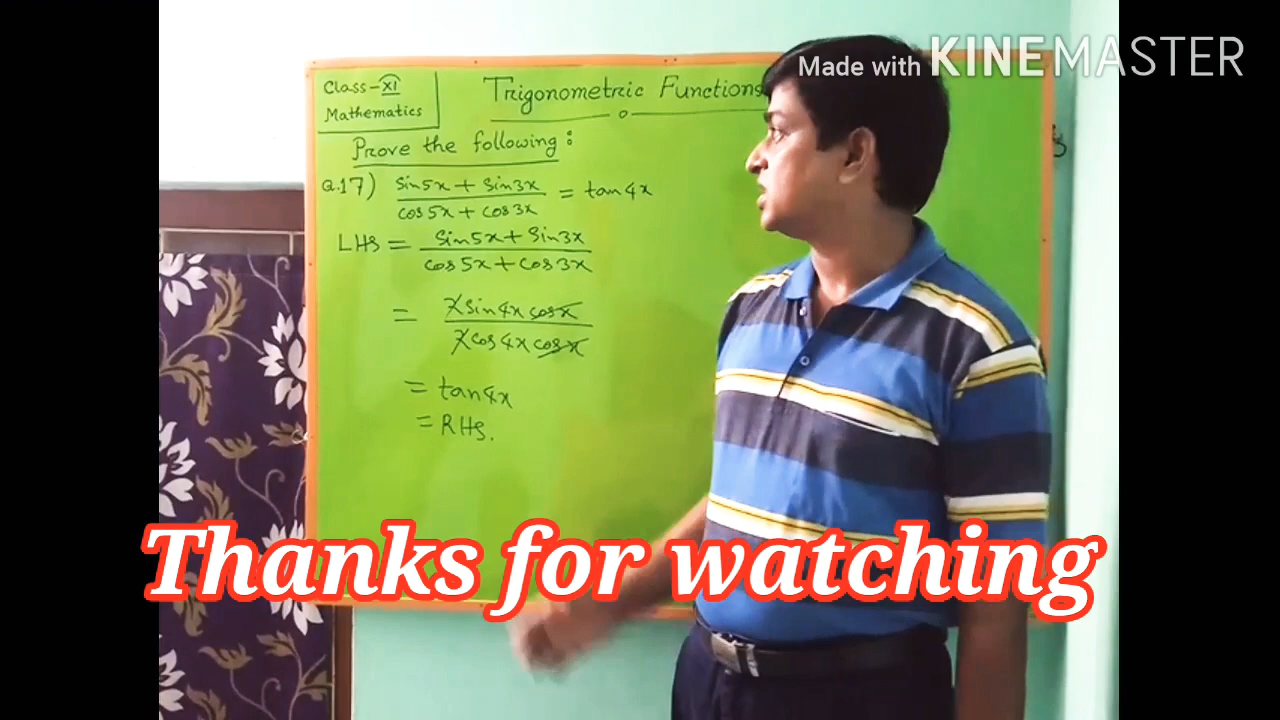 Made with KINEMASTER
Class-XI
Mathematics
Trigonometric Functions
Prove the following:
Q.17) sin5x + sin3x / cos5x + cos3x = tan4x
LHS = sin5x + sin3x / cos5x + cos3x
= 2sin4x cosx / 2cos4x cosx
= tan4x
= RHS.
Thanks for watching